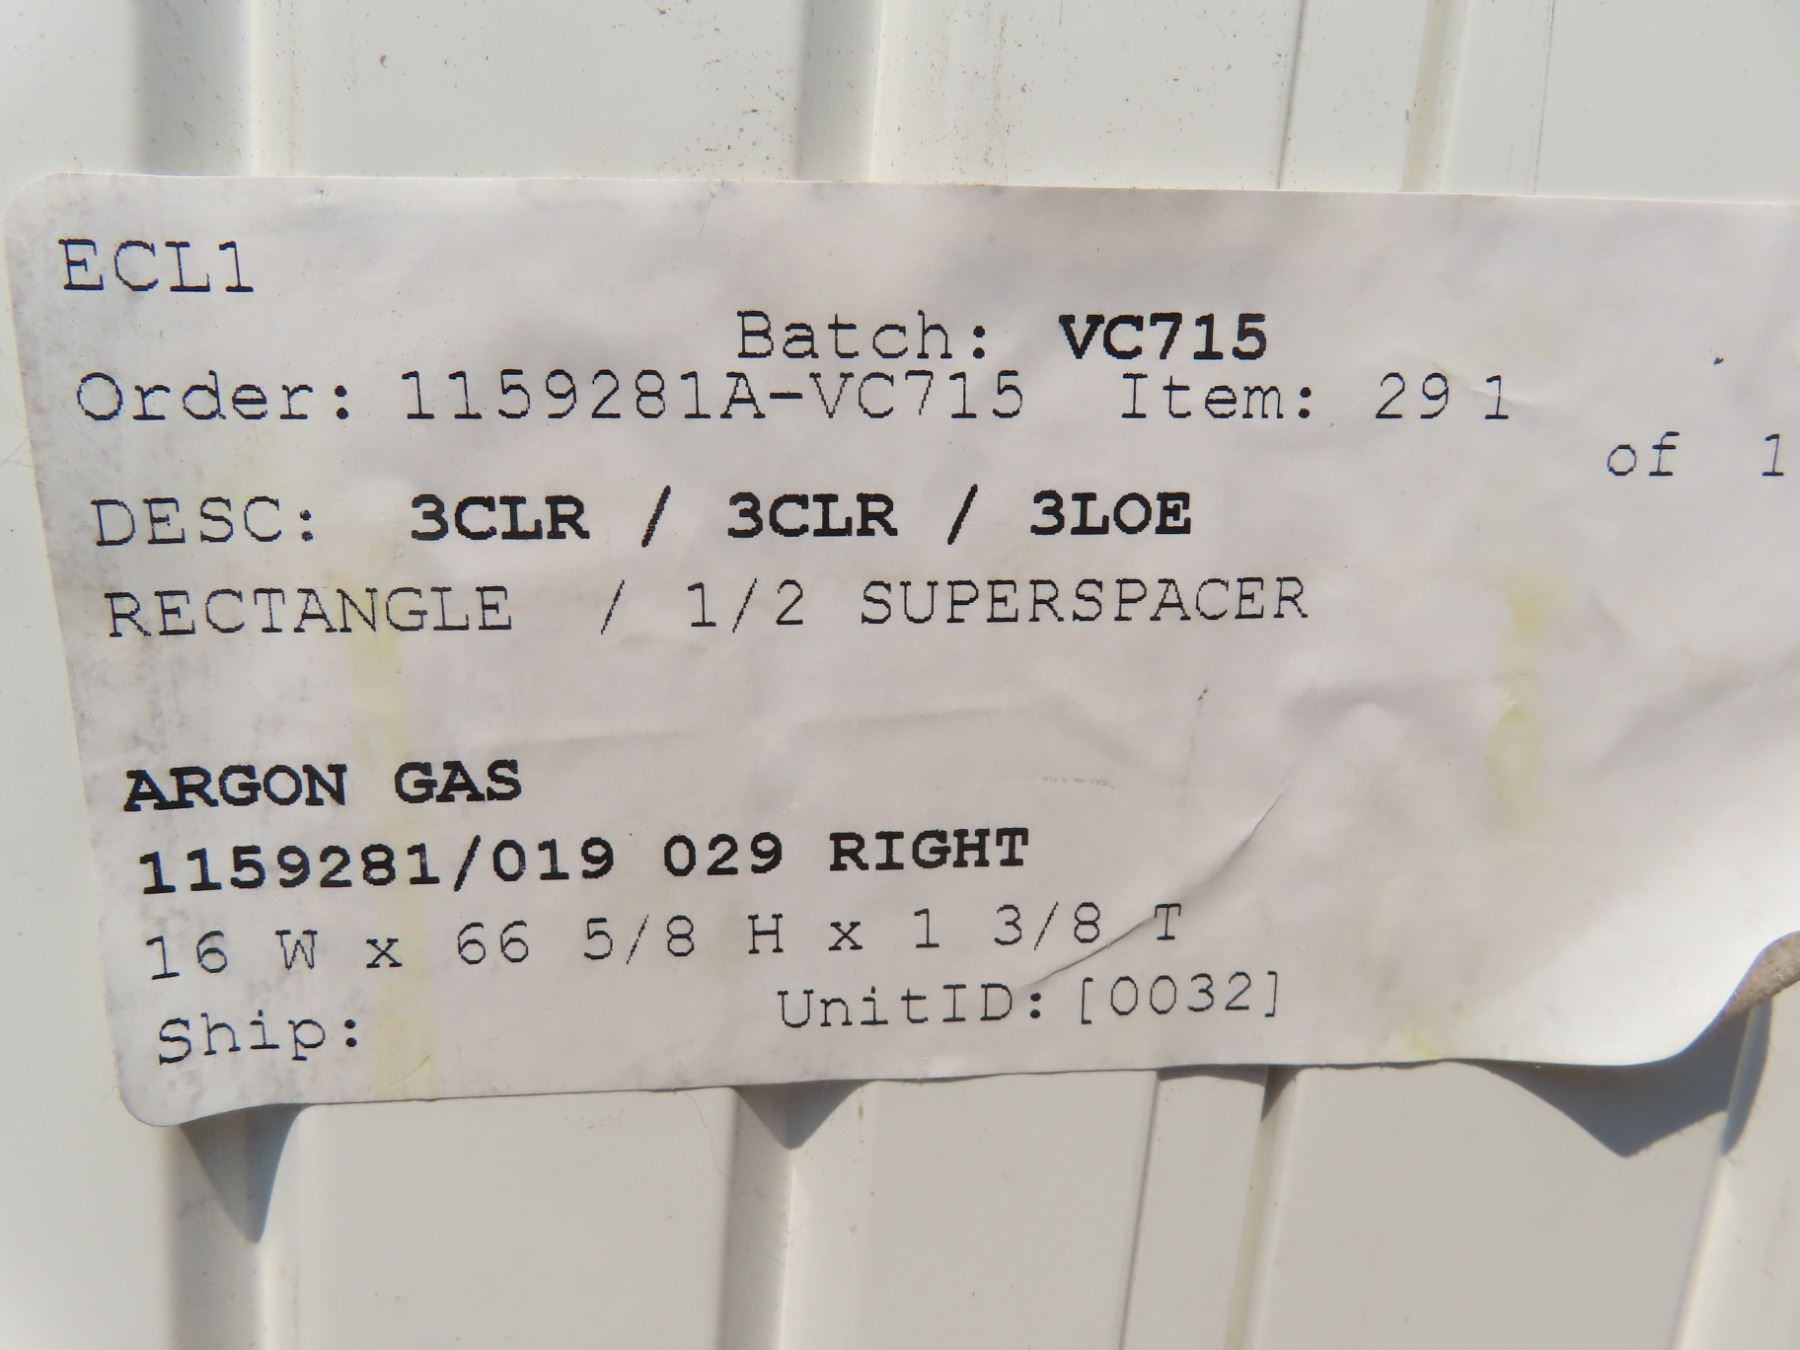 ECL1
Batch: VC715
Order: 1159281A-VC715 Item: 29 1
of 1
DESC: 3CLR / 3CLR / 3LOE
RECTANGLE / 1/2 SUPERSPACER
ARGON GAS
1159281/019 029 RIGHT
16 W x 66 5/8 H x 1 3/8 T
Ship: UnitID: [0032]